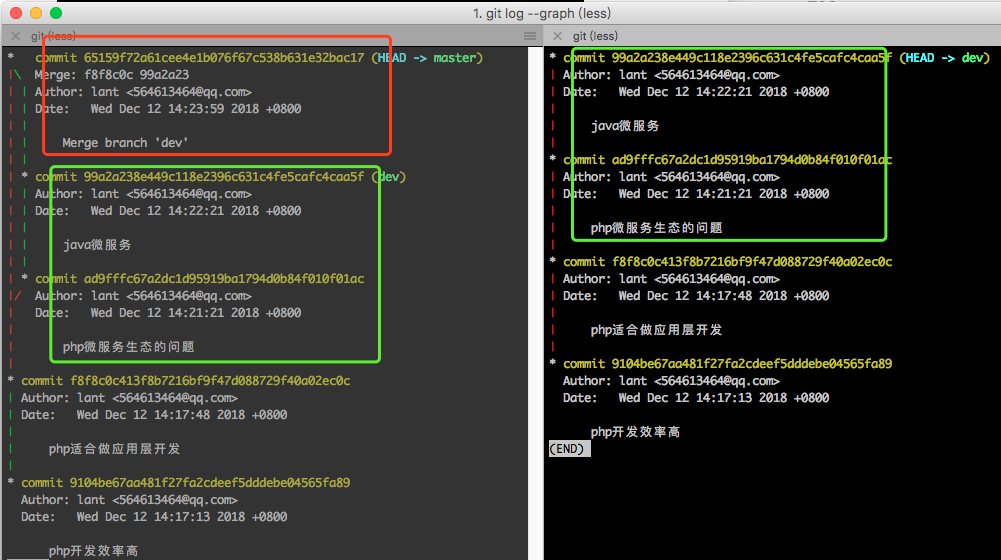 1. git log --graph (less)
git (less)
* commit 65159f72a61cee4e1b076f67c538b631e32bac17 (HEAD -> master)
|\ Merge: f8f8c0c 99a2a23
| | Author: lant <564613464@qq.com>
| | Date: Wed Dec 12 14:23:59 2018 +0800
| |
| | Merge branch 'dev'
| |
| * commit 99a2a238e449c118e2396c631c4fe5cafc4caa5f (dev)
| | Author: lant <564613464@qq.com>
| | Date: Wed Dec 12 14:22:21 2018 +0800
| |
| | java微服务
| |
| * commit ad9fffc67a2dc1d95919ba1794d0b84f010f01ac
|/ Author: lant <564613464@qq.com>
| Date: Wed Dec 12 14:21:21 2018 +0800
|
| php微服务生态的问题
|
* commit f8f8c0c413f8b7216bf9f47d088729f40a02ec0c
| Author: lant <564613464@qq.com>
| Date: Wed Dec 12 14:17:48 2018 +0800
|
| php适合做应用层开发
|
* commit 9104be67aa481f27fa2cdeef5dddebe04565fa89
Author: lant <564613464@qq.com>
Date: Wed Dec 12 14:17:13 2018 +0800
php开发效率高
git (less)
* commit 99a2a238e449c118e2396c631c4fe5cafc4caa5f (HEAD -> dev)
| Author: lant <564613464@qq.com>
| Date: Wed Dec 12 14:22:21 2018 +0800
|
| java微服务
|
* commit ad9fffc67a2dc1d95919ba1794d0b84f010f01ac
| Author: lant <564613464@qq.com>
| Date: Wed Dec 12 14:21:21 2018 +0800
|
| php微服务生态的问题
|
* commit f8f8c0c413f8b7216bf9f47d088729f40a02ec0c
| Author: lant <564613464@qq.com>
| Date: Wed Dec 12 14:17:48 2018 +0800
|
| php适合做应用层开发
|
* commit 9104be67aa481f27fa2cdeef5dddebe04565fa89
Author: lant <564613464@qq.com>
Date: Wed Dec 12 14:17:13 2018 +0800
php开发效率高
(END)